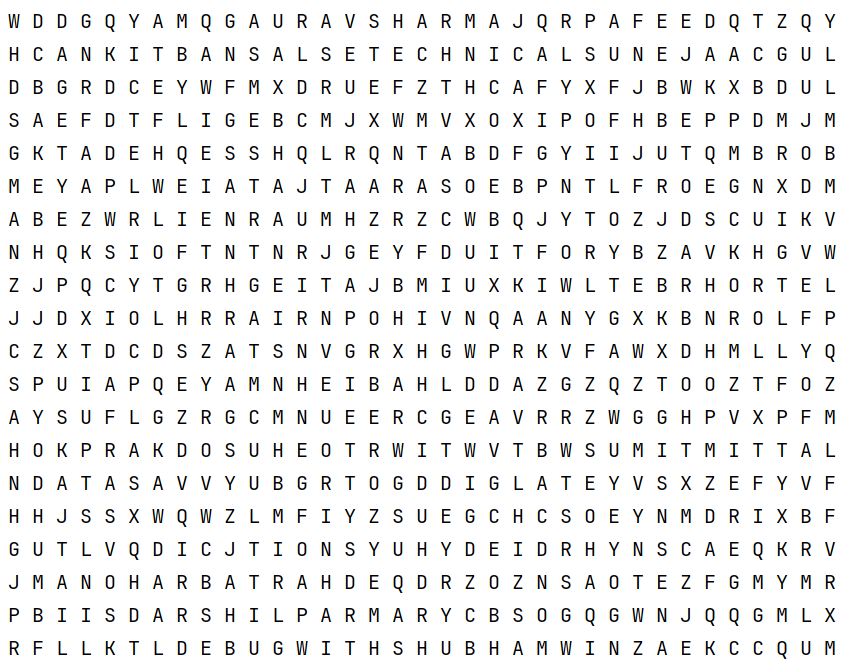 W D D G Q Y A M Q G A U R A V S H A R M A J Q R P A F E E D Q T Z Q Y
H C A N K I T B A N S A L S E T E C H N I C A L S U N E J A A C G U L
D B G R D C E Y W F M X D R U E F Z T H C A F Y X F J B W K X B D U L
S A E F D T F L I G E B C M J X W M V X O X I P O F H B E P P D M J M
G K T A D E H Q E S S H Q L R Q N T A B D F G Y I I J U T Q M B R O B
M E Y A P L W E I A T A J T A A R A S O E B P N T L F R O E G N X D M
A B E Z W R L I E N R A U M H Z R Z C W B Q J Y T O Z J D S C U I K V
N H Q K S I O F T N T N R J G E Y F D U I T F O R Y B Z A V K H G V W
Z J P Q C Y T G R H G E I T A J B M I U X K I W L T E B R H O R T E L
J J D X I O L H R R A I R N P O H I V N Q A A N Y G X K B N R O L F P
C Z X T D C D S Z A T S N V G R X H G W P R K V F A W X D H M L L Y Q
S P U I A P Q E Y A M N H E I B A H L D D A Z G Z Q Z T O O Z T F O Z
A Y S U F L G Z R G C M N U E E R C G E A V R R Z W G G H P V X P F M
H O K P R A K D O S U H E O T R W I T W V T B W S U M I T M I T T A L
N D A T A S A V V Y U B G R T O G D D I G L A T E Y V S X Z E F Y V F
H H J S S X W Q W Z L M F I Y Z S U E G C H C S O E Y N M D R I X B F
G U T L V Q D I C J T I O N S Y U H Y D E I D R H Y N S C A E Q K R V
J M A N O H A R B A T R A H D E Q D R Z O Z N S A O T E Z F G M Y M R
P B I I S D A R S H I L P A R M A R Y C B S O G Q G W N J Q Q G M L X
R F L L K T L D E B U G W I T H S H U B H A M W I N Z A E K C C Q U M